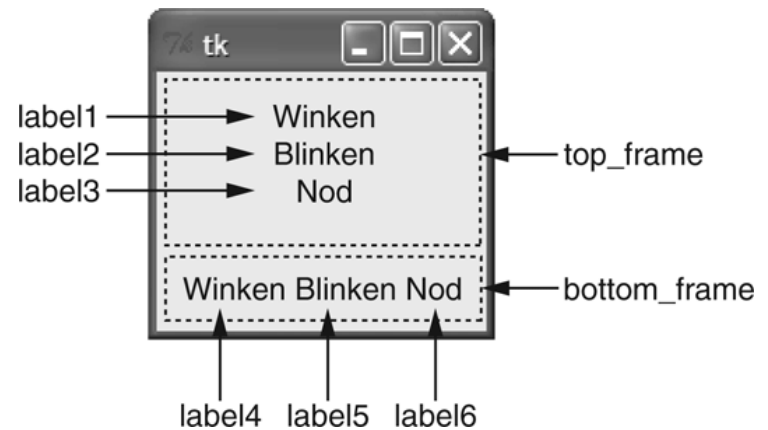 tk
label1
Winken
label2
Blinken
top_frame
label3
Nod
Winken Blinken Nod
bottom_frame
label4 label5 label6